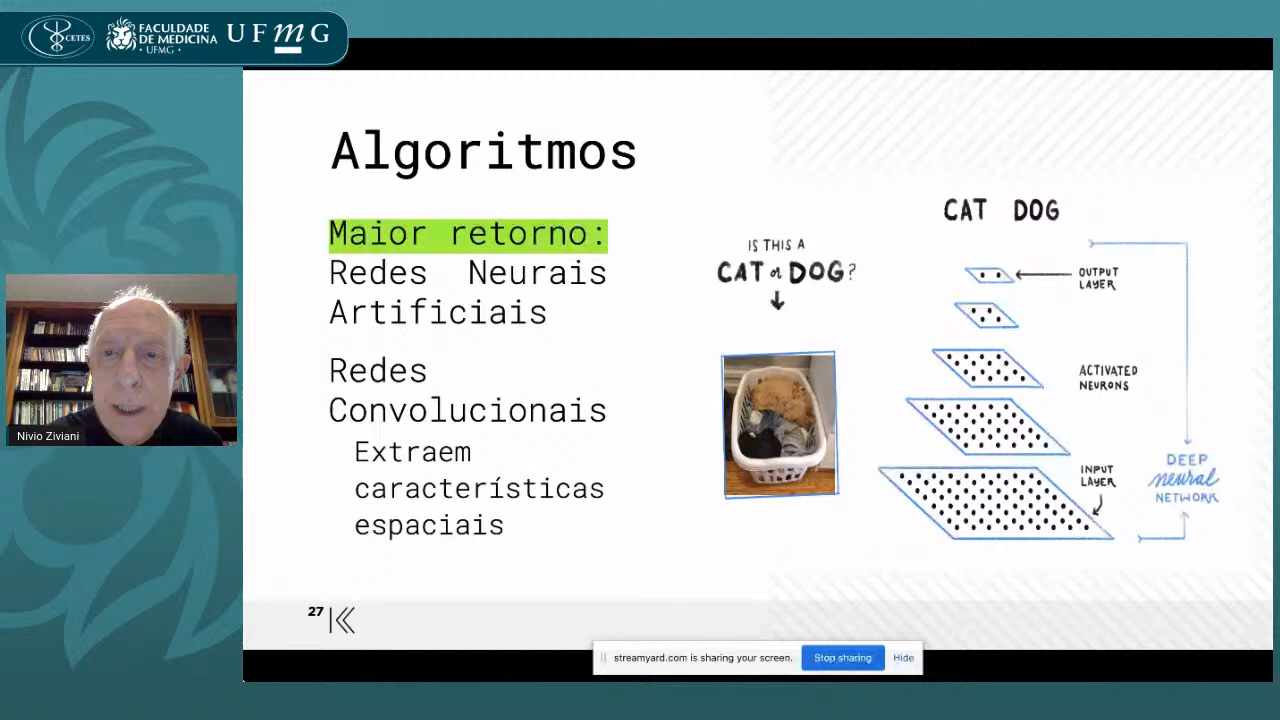 CETES
FACULDADE
DE MEDICINA
· UFMG ·
UFmG
Algoritmos
Maior retorno:
Redes Neurais
Artificiais
Redes
Convolucionais
Extraem
características
espaciais
IS THIS A
CAT or DOG?
CAT DOG
OUTPUT
LAYER
ACTIVATED
NEURONS
INPUT
LAYER
DEEP
neural
NETWORK
Nivio Ziviani
27
streamyard.com is sharing your screen.
Stop sharing
Hide